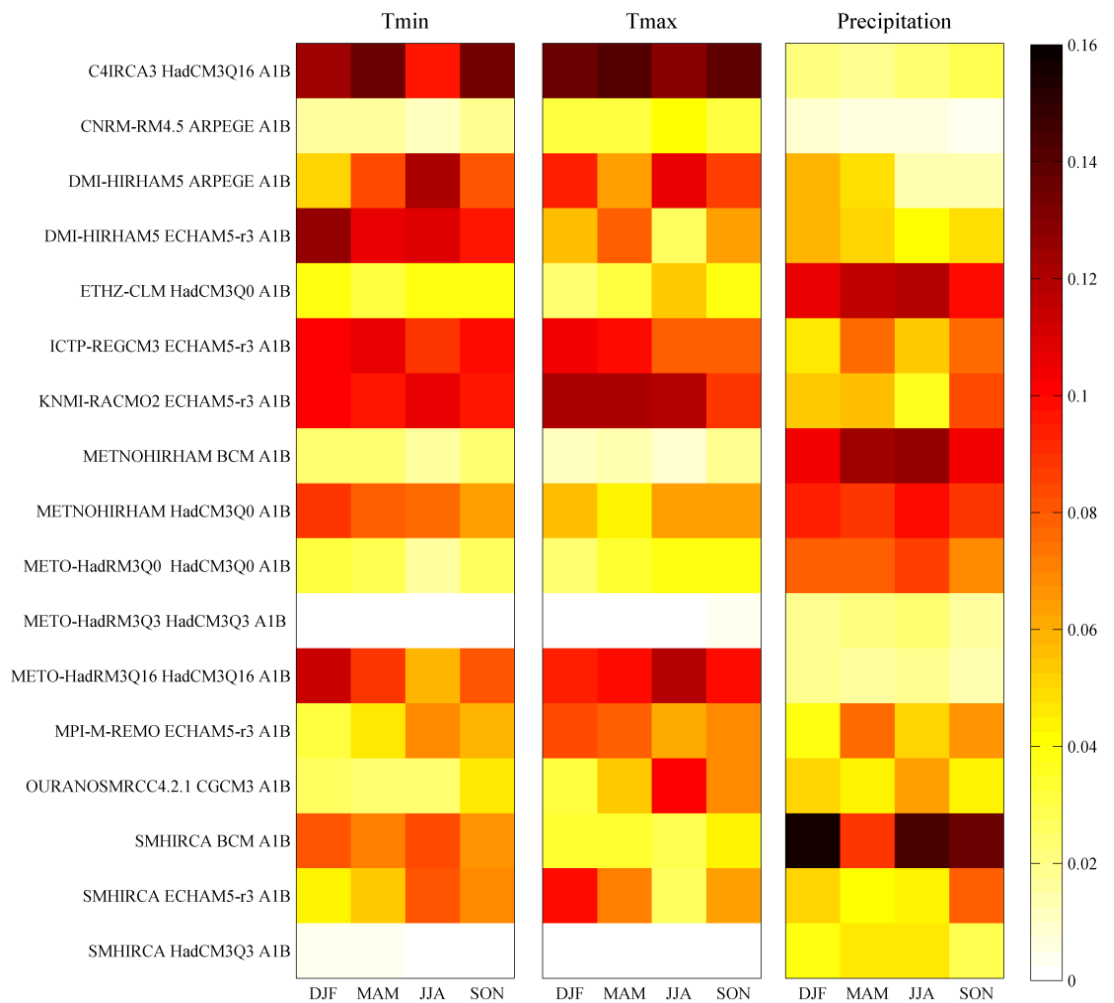 Tmin Tmax Precipitation
C4IRCA3 HadCM3Q16 A1B
CNRM-RM4.5 ARPEGE A1B
DMI-HIRHAM5 ARPEGE A1B
DMI-HIRHAM5 ECHAM5-r3 A1B
ETHZ-CLM HadCM3Q0 A1B
ICTP-REGCM3 ECHAM5-r3 A1B
KNMI-RACMO2 ECHAM5-r3 A1B
METNOHIRHAM BCM A1B
METNOHIRHAM HadCM3Q0 A1B
METO-HadRM3Q0 HadCM3Q0 A1B
METO-HadRM3Q3 HadCM3Q3 A1B
METO-HadRM3Q16 HadCM3Q16 A1B
MPI-M-REMO ECHAM5-r3 A1B
OURANOSMRCC4.2.1 CGCM3 A1B
SMHIRCA BCM A1B
SMHIRCA ECHAM5-r3 A1B
SMHIRCA HadCM3Q3 A1B
DJF MAM JJA SON DJF MAM JJA SON DJF MAM JJA SON
0.16
0.14
0.12
0.1
0.08
0.06
0.04
0.02
0